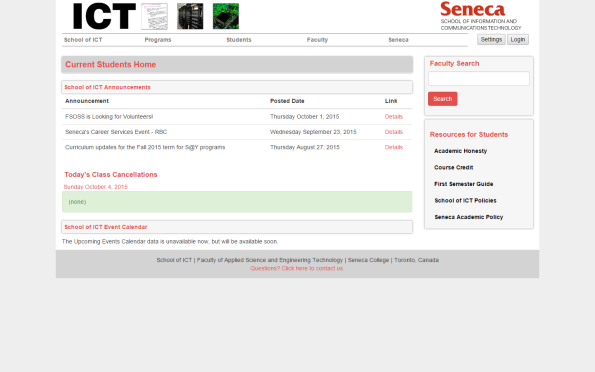 ICT
Seneca
SCHOOL OF INFORMATION AND
COMMUNICATIONS TECHNOLOGY
School of ICT Programs Students Faculty Seneca
Settings Login
Current Students Home
School of ICT Announcements
Announcement Posted Date Link
FSOSS is Looking for Volunteers! Thursday October 1, 2015 Details
Seneca's Career Services Event - RBC Wednesday September 23, 2015 Details
Curriculum updates for the Fall 2015 term for S@Y programs Thursday August 27, 2015 Details
Today's Class Cancellations
Sunday October 4, 2015
(none)
School of ICT Event Calendar
The Upcoming Events Calendar data is unavailable now, but will be available soon.
Faculty Search
Search
Resources for Students
Academic Honesty
Course Credit
First Semester Guide
School of ICT Policies
Seneca Academic Policy
School of ICT | Faculty of Applied Science and Engineering Technology | Seneca College | Toronto, Canada
Questions? Click here to contact us.